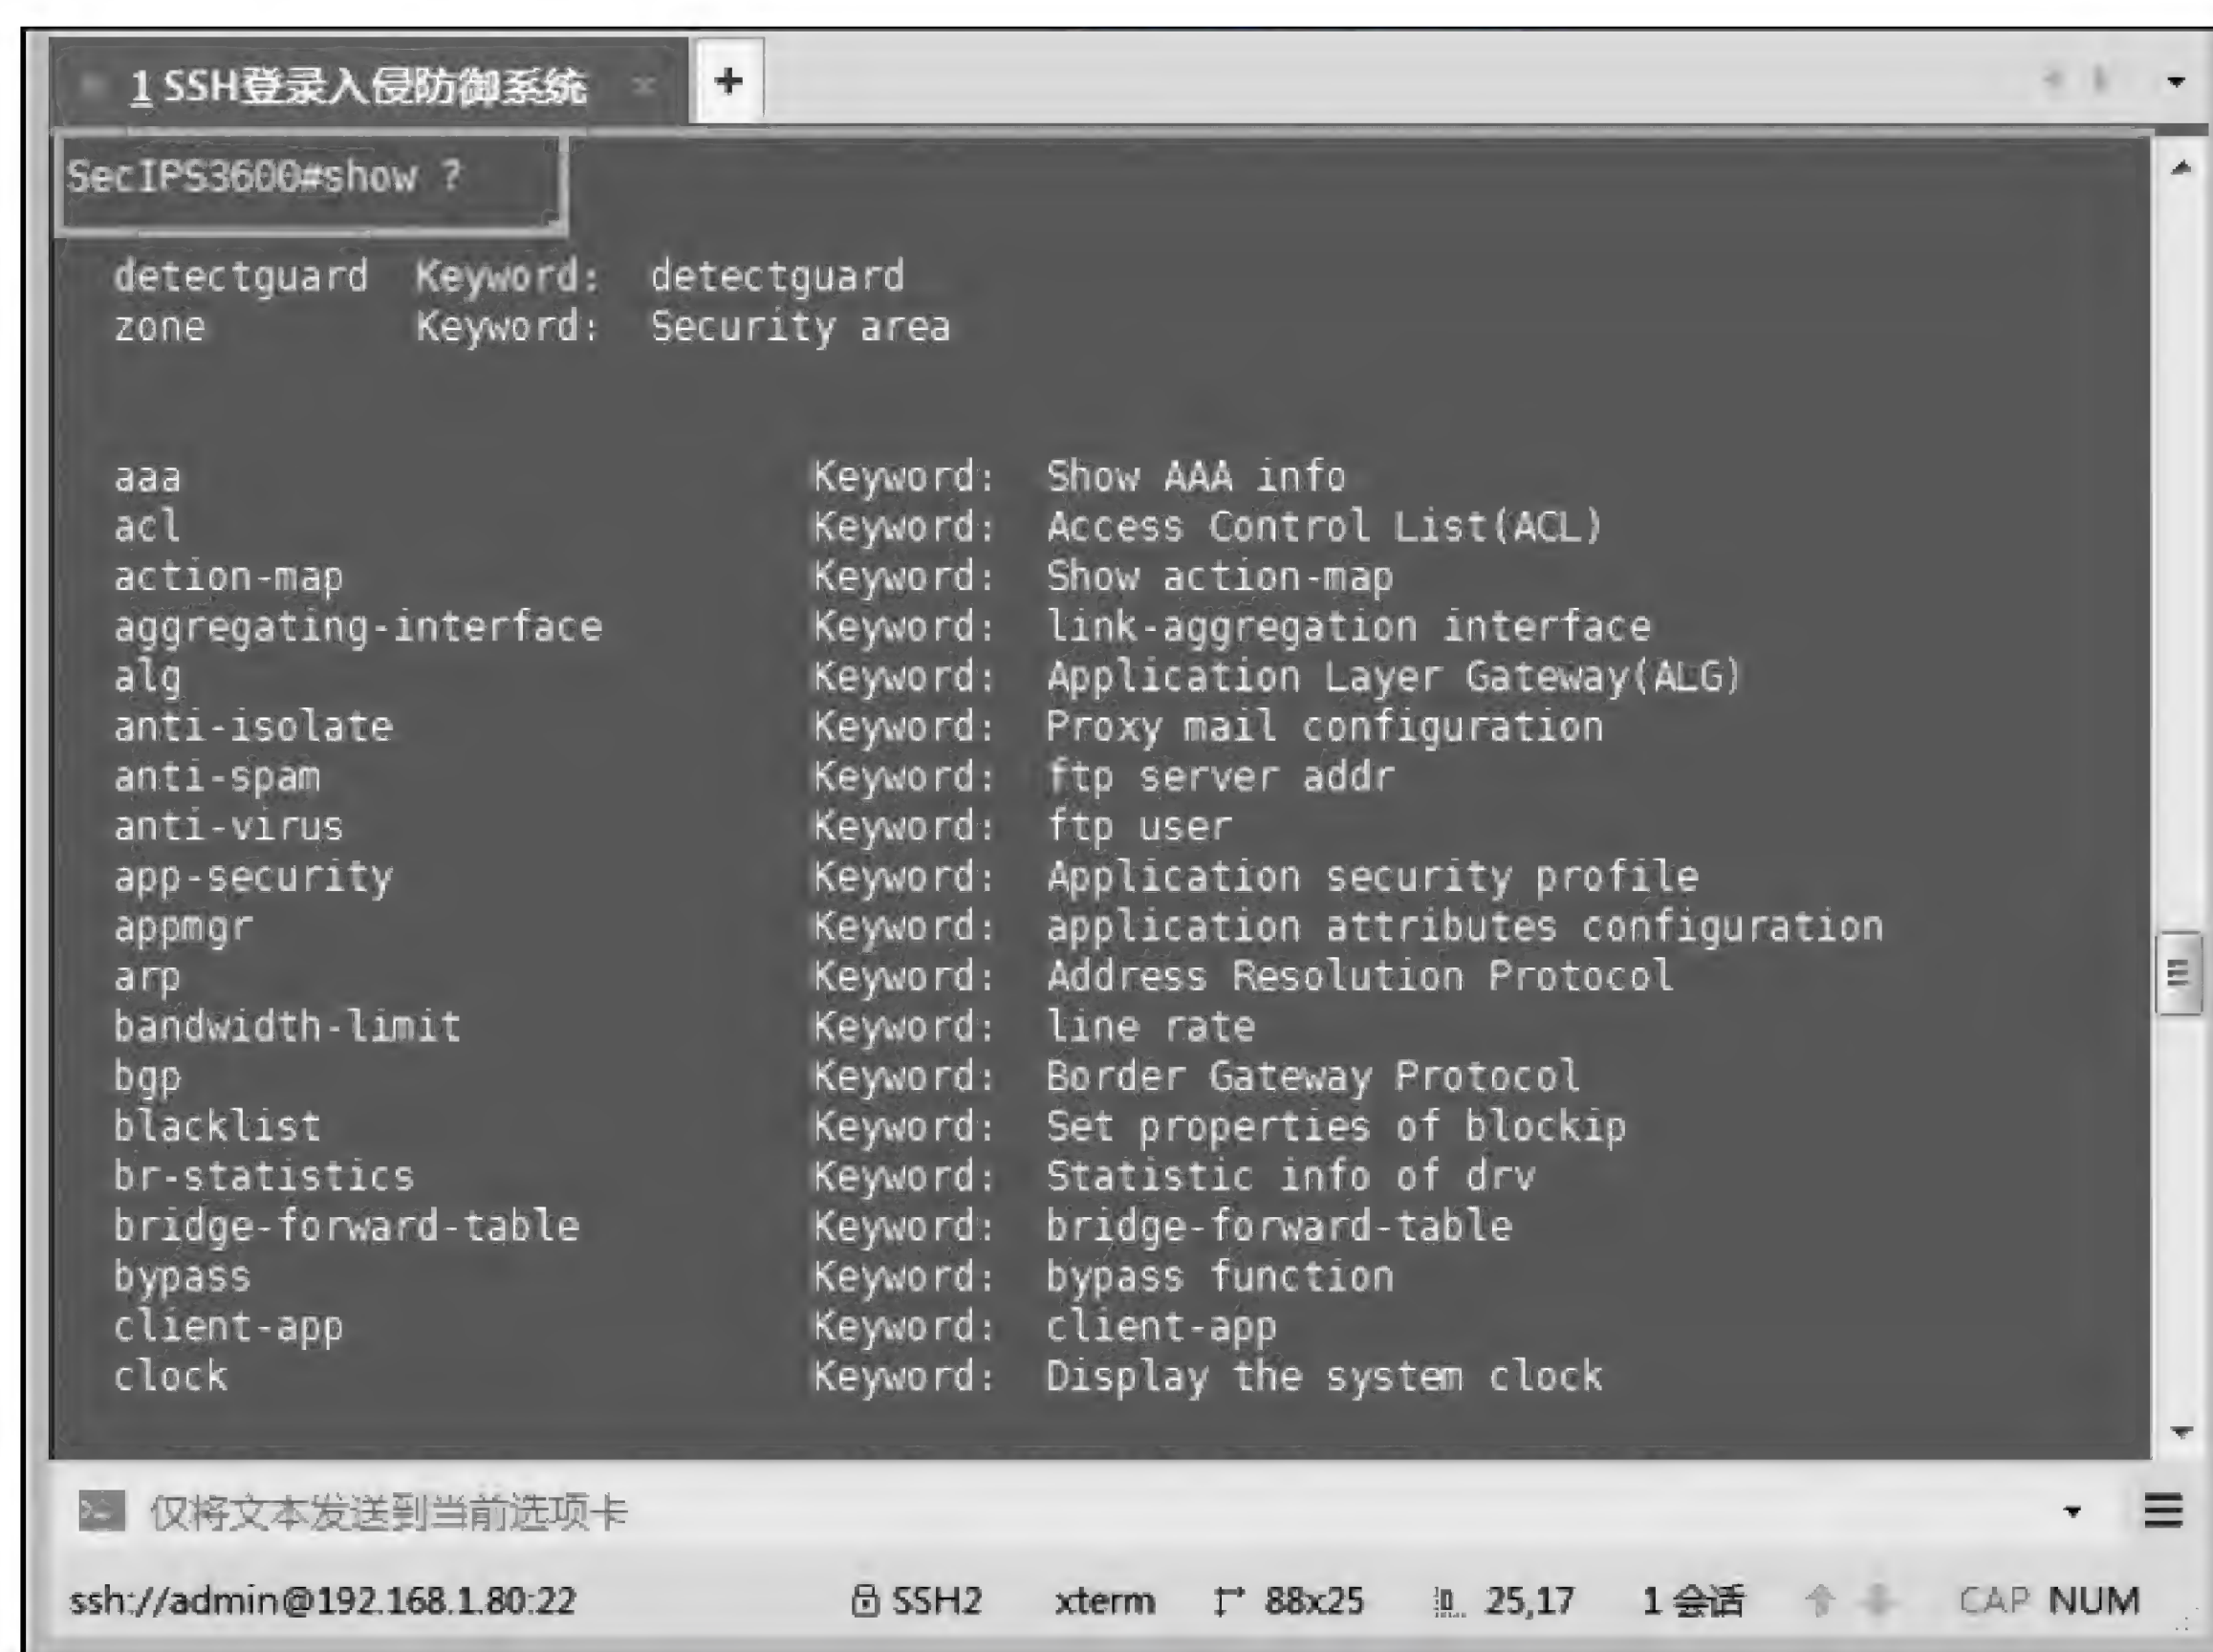 1 SSH登录入侵防御系统 × +
SecIPS3600#show ?
detectguard Keyword: detectguard
zone Keyword: Security area
aaa Keyword: Show AAA info
acl Keyword: Access Control List(ACL)
action-map Keyword: Show action-map
aggregating-interface Keyword: link-aggregation interface
alg Keyword: Application Layer Gateway(ALG)
anti-isolate Keyword: Proxy mail configuration
anti-spam Keyword: ftp server addr
anti-virus Keyword: ftp user
app-security Keyword: Application security profile
appmgr Keyword: application attributes configuration
arp Keyword: Address Resolution Protocol
bandwidth-limit Keyword: line rate
bgp Keyword: Border Gateway Protocol
blacklist Keyword: Set properties of blockip
br-statistics Keyword: Statistic info of drv
bridge-forward-table Keyword: bridge-forward-table
bypass Keyword: bypass function
client-app Keyword: client-app
clock Keyword: Display the system clock
仅将文本发送到当前选项卡
ssh://admin@192.168.1.80:22 SSH2 xterm 88x25 25,17 1 会话 CAP NUM